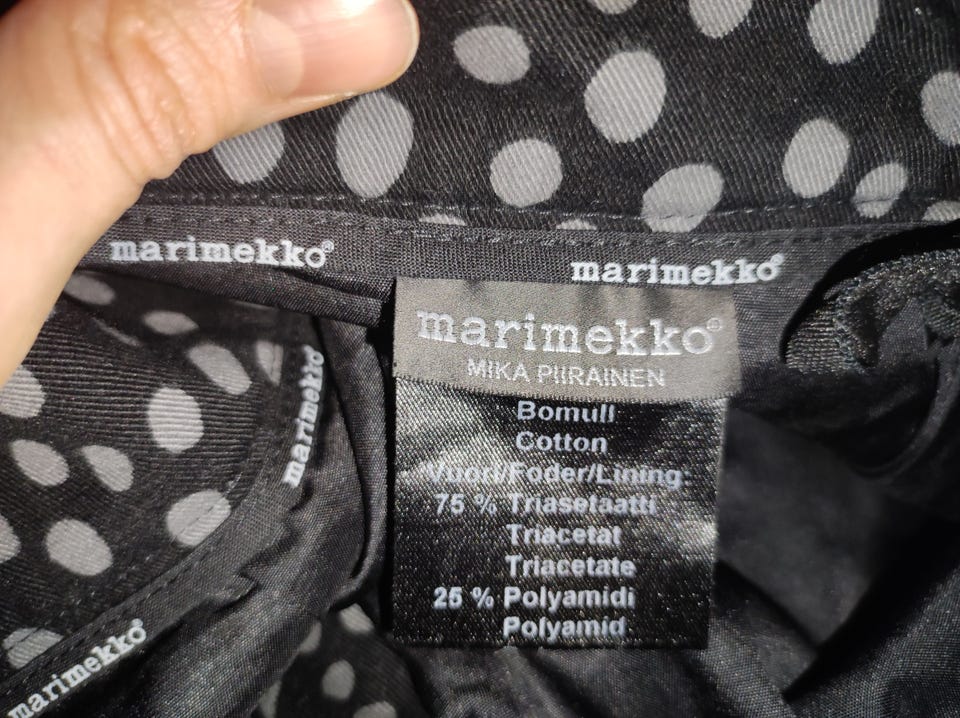 marimekko®
marimekko®
marimekko®
MIKA PIIRAINEN
Bomull
Cotton
Vuori/Foder/Lining:
75 % Triasetaatti
Triacetat
Triacetate
25 % Polyamidi
Polyamid
marimekko
marimekko®